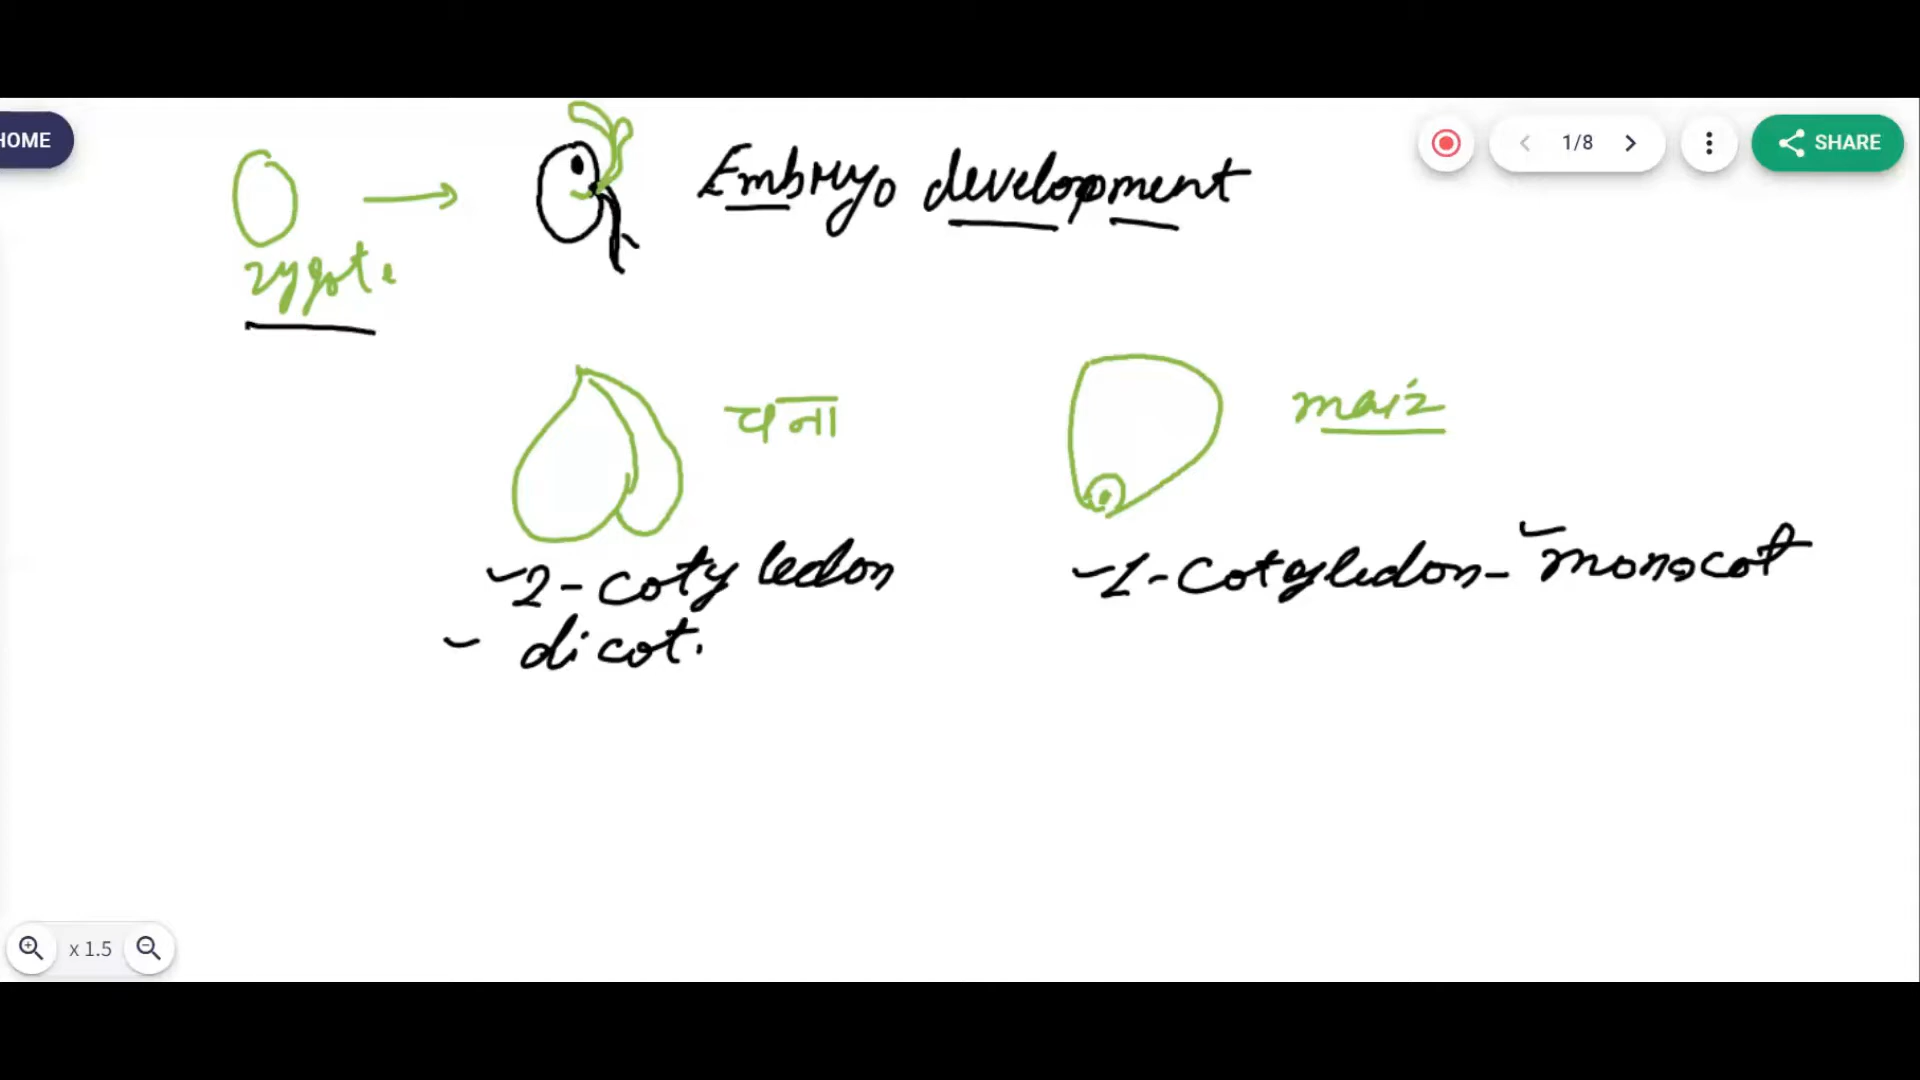 HOME
1/8
SHARE
Embryo development
zygote
चना
maiz
2-cotyledon
1-Cotyledon- monocot
dicot.
x 1.5